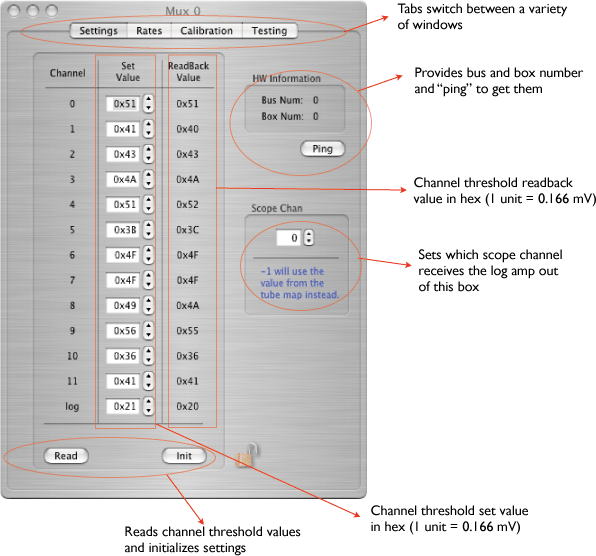 Mux 0
Tabs switch between a variety
of windows
Settings Rates Calibration Testing
Channel Set Value ReadBack Value
0 0x51 0x51
1 0x41 0x40
2 0x43 0x43
3 0x4A 0x4A
4 0x51 0x52
5 0x3B 0x3C
6 0x4F 0x4F
7 0x4F 0x4F
8 0x49 0x4A
9 0x56 0x55
10 0x36 0x36
11 0x41 0x41
log 0x21 0x20
Read Init
HW Information
Bus Num: 0
Box Num: 0
Ping
Provides bus and box number
and “ping” to get them
Channel threshold readback
value in hex (1 unit = 0.166 mV)
Scope Chan
0
-1 will use the
value from the
tube map instead.
Sets which scope channel
receives the log amp out
of this box
Channel threshold set value
in hex (1 unit = 0.166 mV)
Reads channel threshold values
and initializes settings